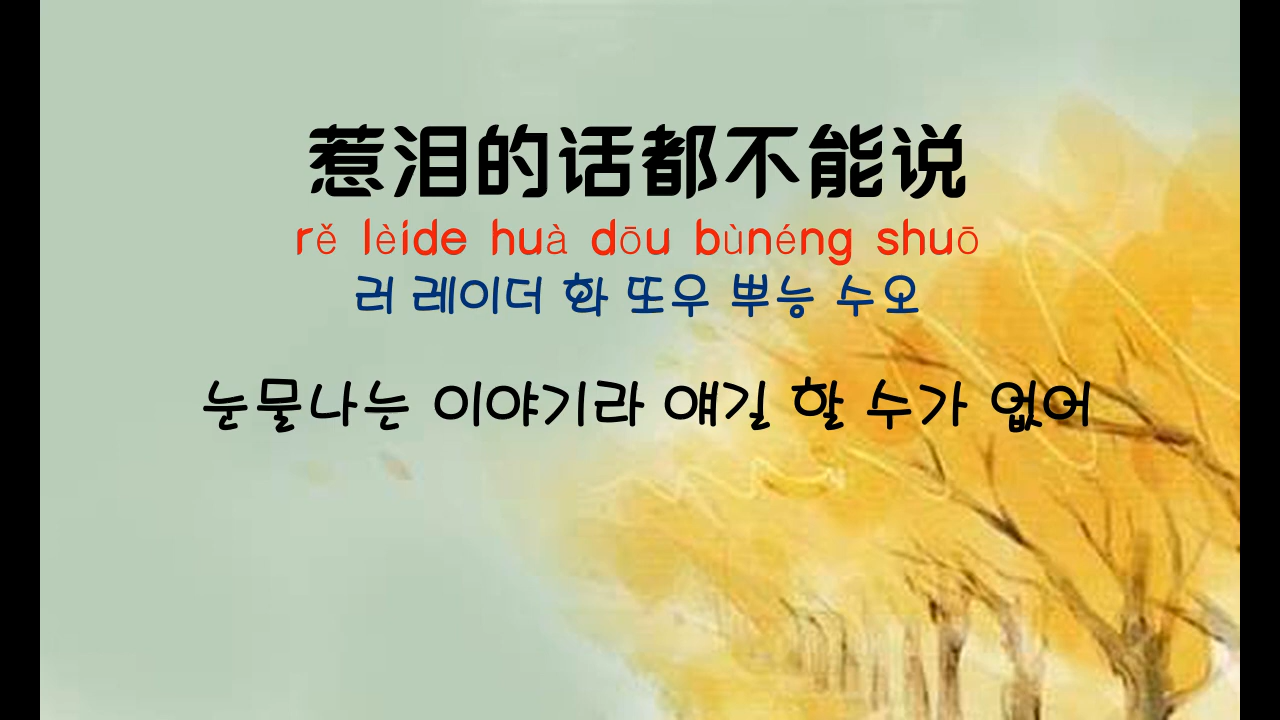 惹泪的话都不能说
rě lèide huà dōu bùnéng shuō
러 레이더 화 또우 뿌능 수오
눈물나는 이야기라 얘길 할 수가 없어